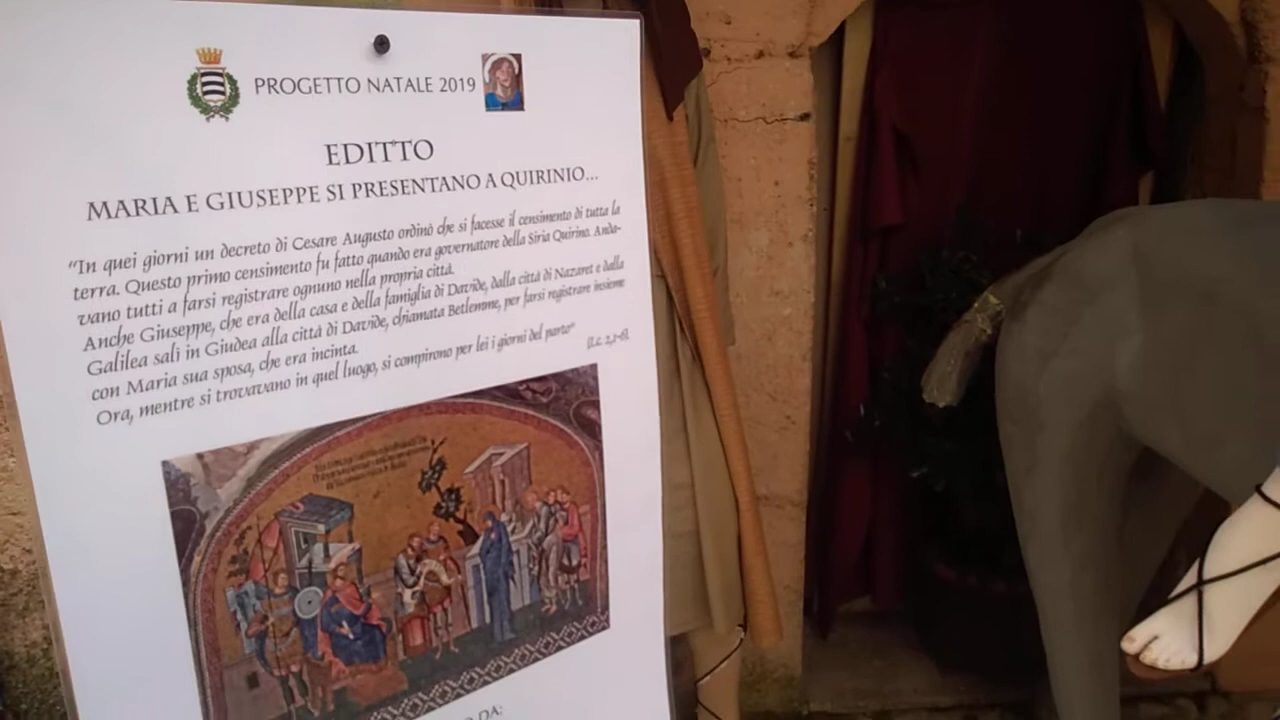 PROGETTO NATALE 2019
EDITTO
MARIA E GIUSEPPE SI PRESENTANO A QUIRINIO...
“In quei giorni un decreto di Cesare Augusto ordinò che si facesse il censimento di tutta la
terra. Questo primo censimento fu fatto quando era governatore della Siria Quirino. Anda-
vano tutti a farsi registrare ognuno nella propria città.
Anche Giuseppe, che era della casa e della famiglia di Davide, dalla città di Nazaret e dalla
Galilea salì in Giudea alla città di Davide, chiamata Betlemme, per farsi registrare insieme
con Maria sua sposa, che era incinta.
Ora, mentre si trovavano in quel luogo, si compirono per lei i giorni del parto”
DA: